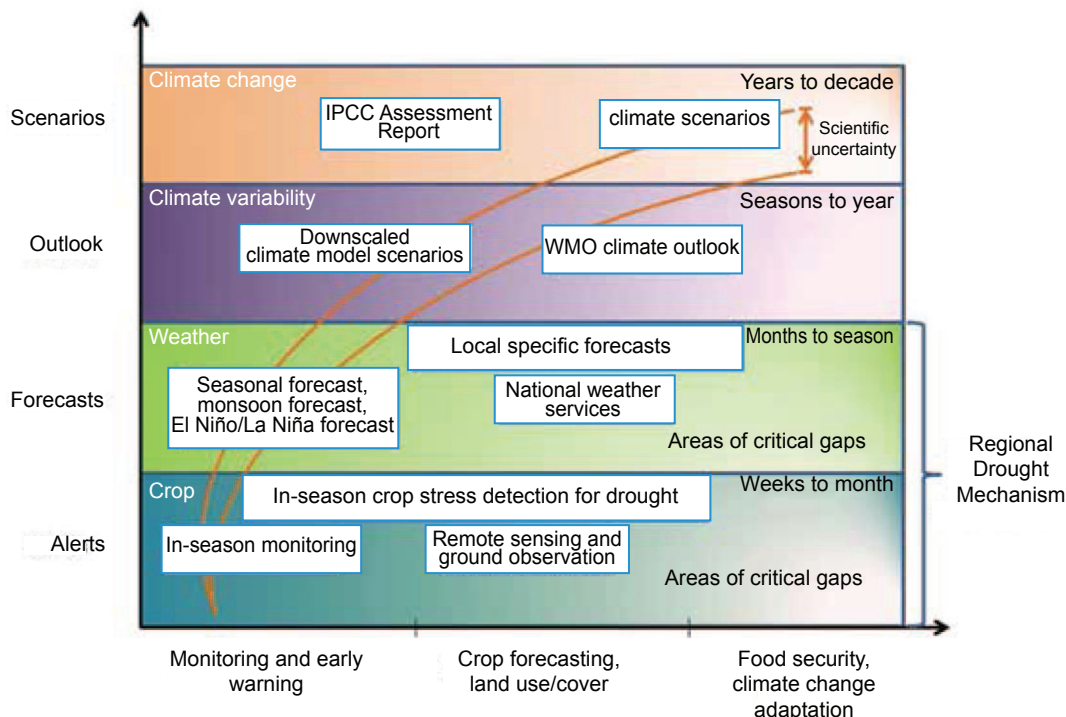 Climate change
Years to decade
Scenarios
IPCC Assessment
Report
climate scenarios
Scientific
uncertainty
Climate variability
Seasons to year
Outlook
Downscaled
climate model scenarios
WMO climate outlook
Weather
Months to season
Local specific forecasts
Forecasts
Seasonal forecast,
monsoon forecast,
El Niño/La Niña forecast
National weather
services
Areas of critical gaps
Regional
Drought
Mechanism
Crop
Weeks to month
In-season crop stress detection for drought
Alerts
In-season monitoring
Remote sensing and
ground observation
Areas of critical gaps
Monitoring and early
warning
Crop forecasting,
land use/cover
Food security,
climate change
adaptation